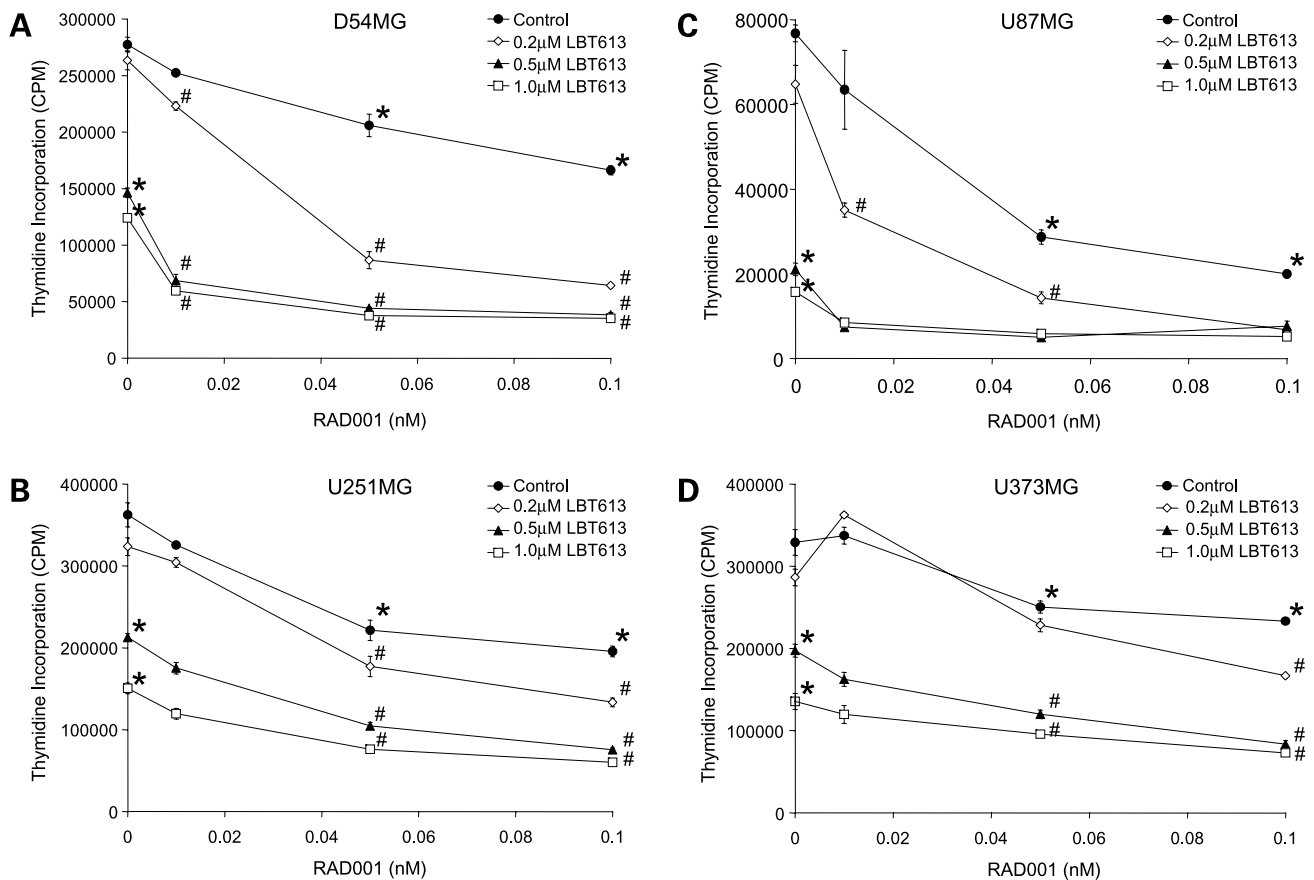 A
D54MG
Control
0.2μM LBT613
0.5μM LBT613
1.0μM LBT613
Thymidine Incorporation (CPM)
300000
250000
200000
150000
100000
50000
0
# * *
* * # # # # # # # #
0 0.02 0.04 0.06 0.08 0.1
RAD001 (nM)
C
U87MG
Control
0.2μM LBT613
0.5μM LBT613
1.0μM LBT613
Thymidine Incorporation (CPM)
80000
60000
40000
20000
0
# * *
* * #
0 0.02 0.04 0.06 0.08 0.1
RAD001 (nM)
B
U251MG
Control
0.2μM LBT613
0.5μM LBT613
1.0μM LBT613
Thymidine Incorporation (CPM)
400000
300000
200000
100000
0
* *
* * # # # # # #
0 0.02 0.04 0.06 0.08 0.1
RAD001 (nM)
D
U373MG
Control
0.2μM LBT613
0.5μM LBT613
1.0μM LBT613
Thymidine Incorporation (CPM)
400000
300000
200000
100000
0
* *
* * # # # # #
0 0.02 0.04 0.06 0.08 0.1
RAD001 (nM)